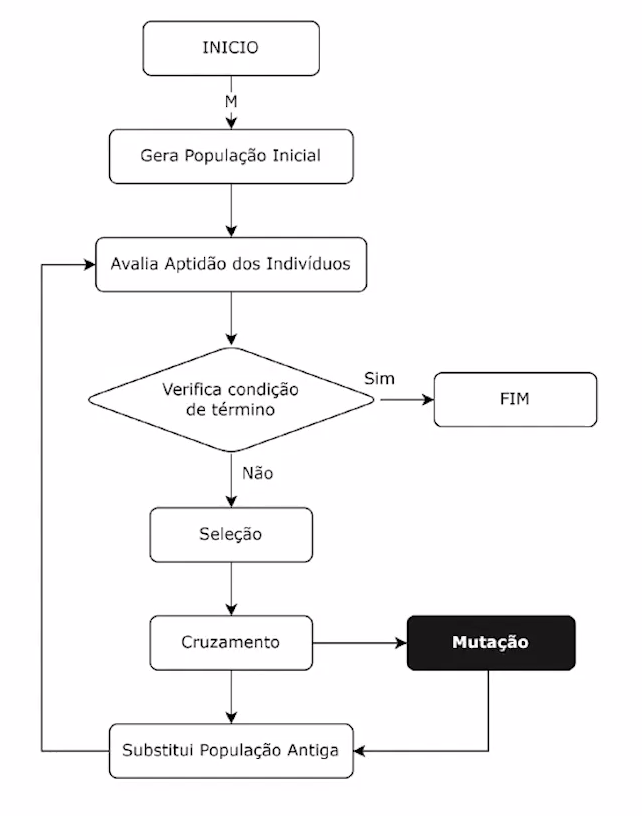 INICIO
M
Gera População Inicial
Avalia Aptidão dos Indivíduos
Verifica condição
de término
Sim
FIM
Não
Seleção
Cruzamento
Mutação
Substitui População Antiga